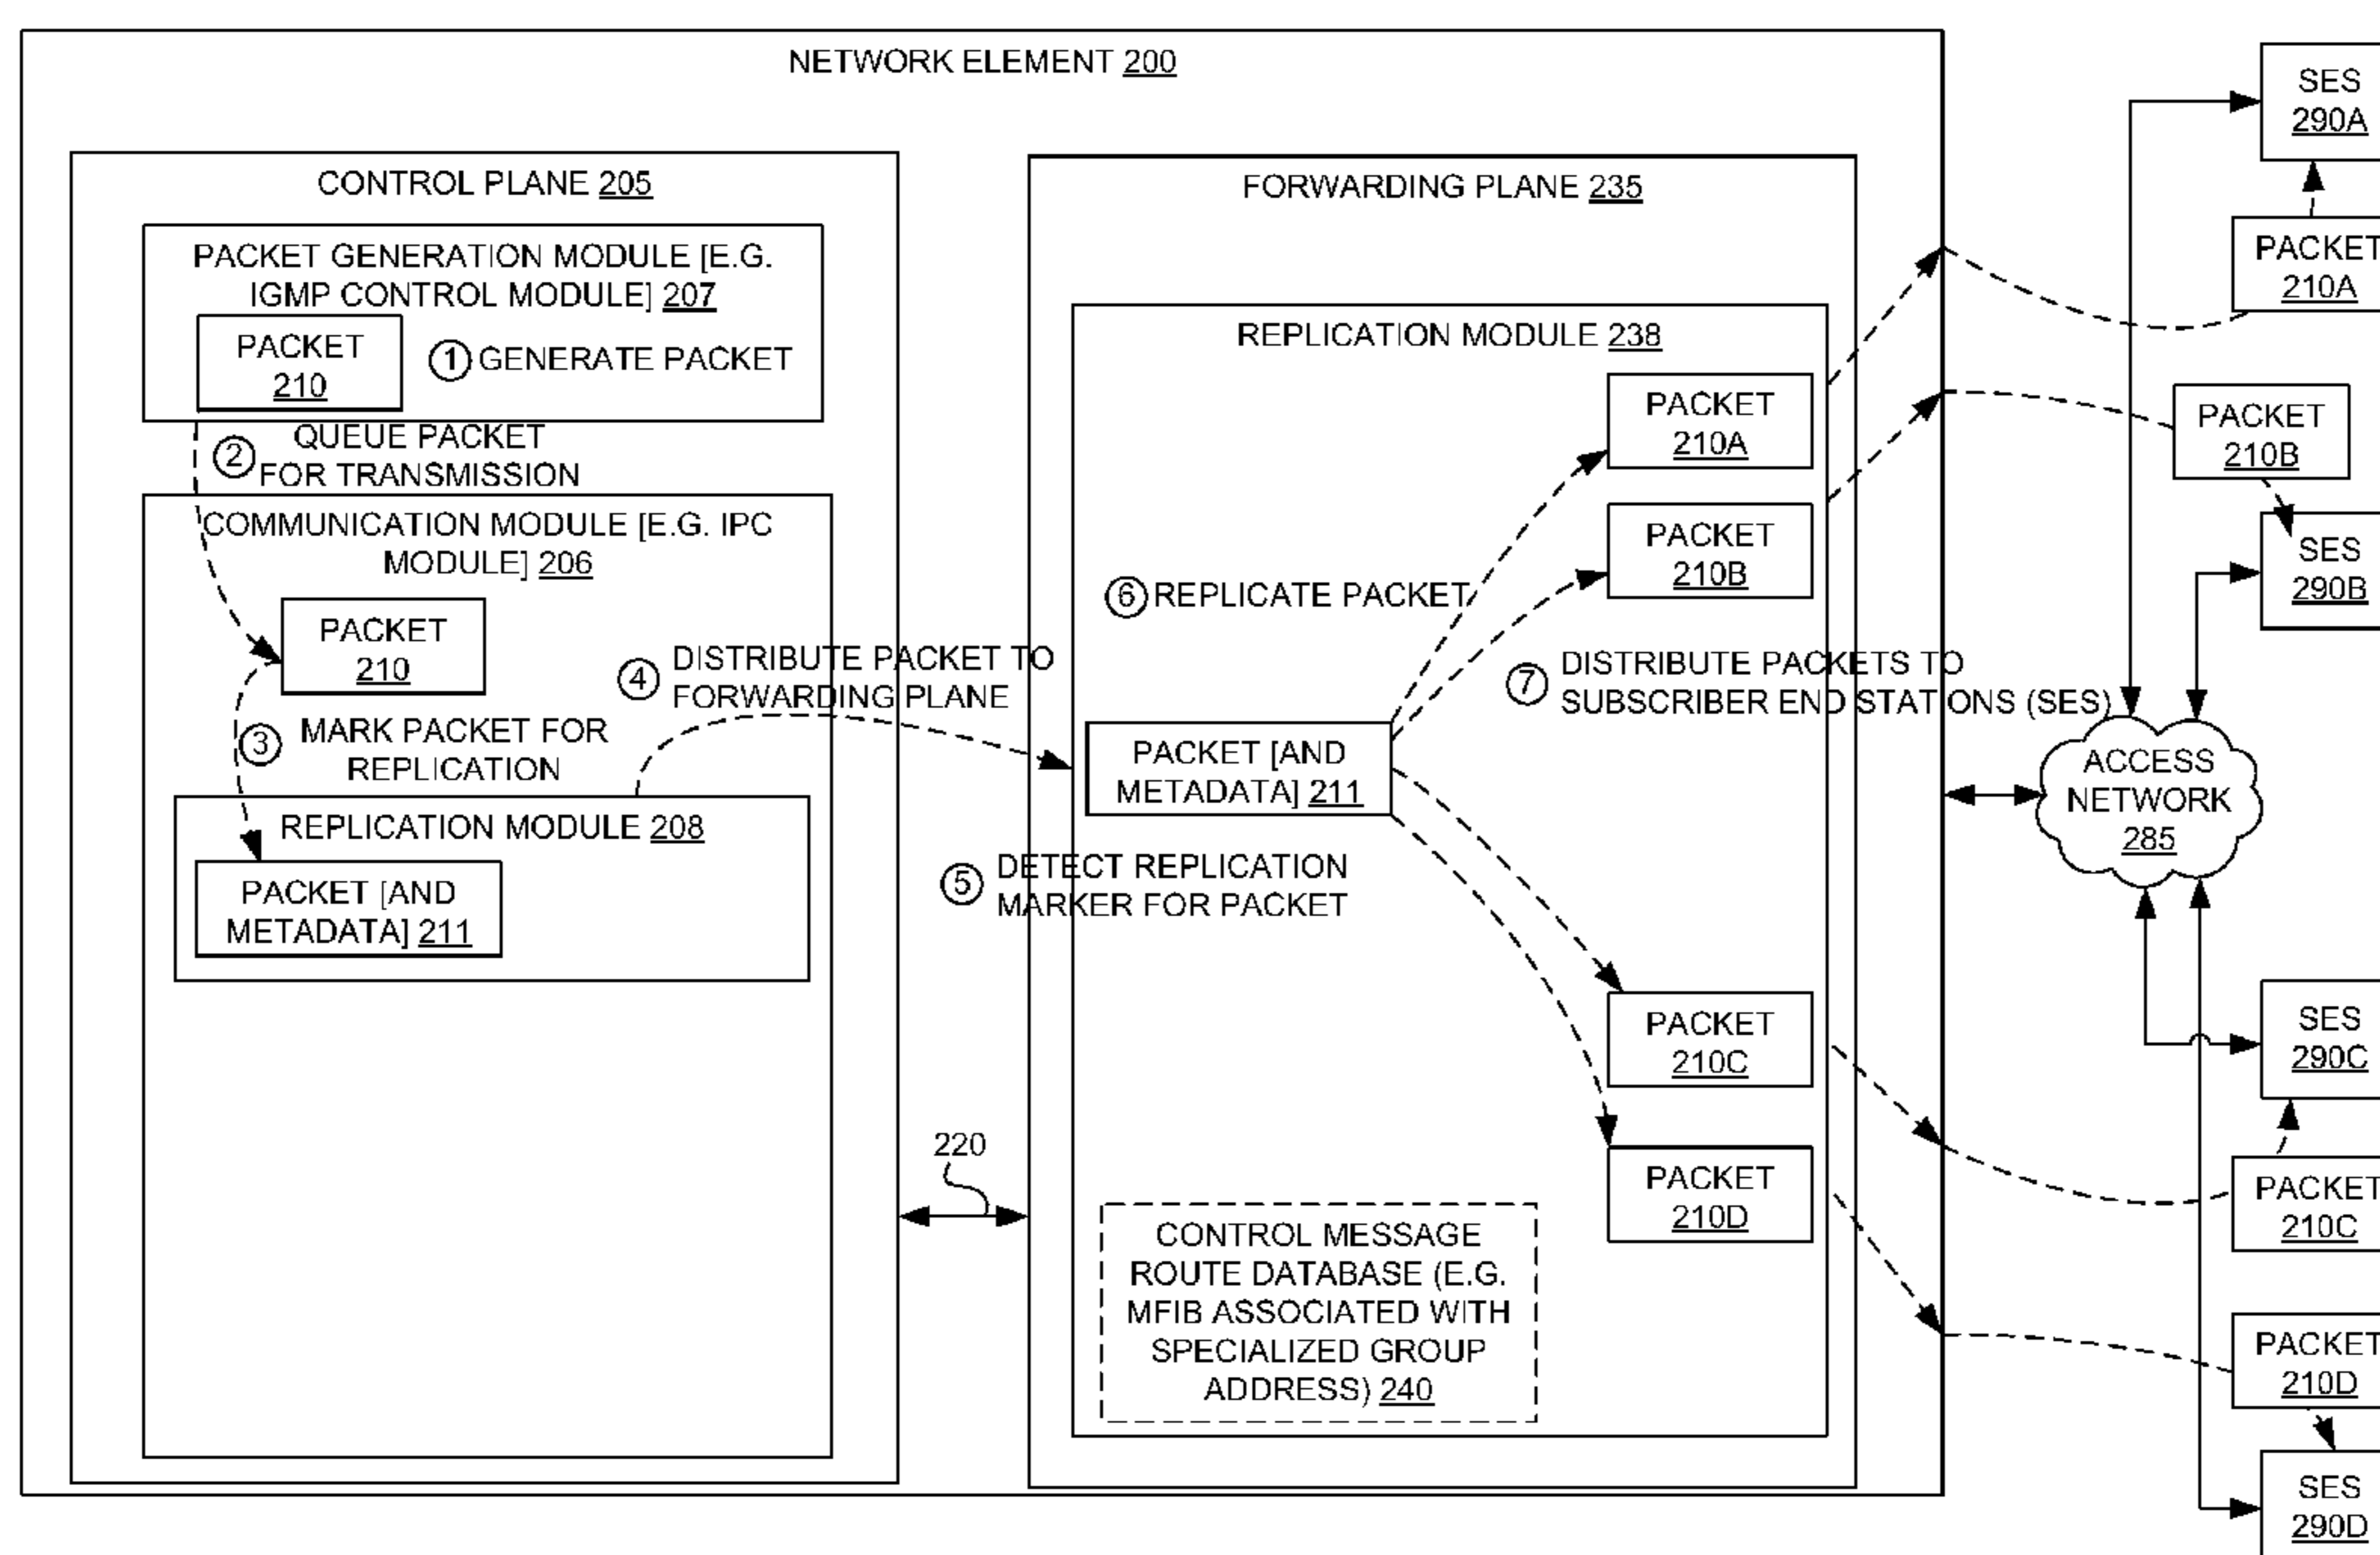 NETWORK ELEMENT 200
CONTROL PLANE 205
PACKET GENERATION MODULE [E.G.
IGMP CONTROL MODULE] 207
PACKET
210
1 GENERATE PACKET
2 QUEUE PACKET
FOR TRANSMISSION
COMMUNICATION MODULE [E.G. IPC
MODULE] 206
PACKET
210
3 MARK PACKET FOR
REPLICATION
REPLICATION MODULE 208
PACKET [AND
METADATA] 211
4 DISTRIBUTE PACKET TO
FORWARDING PLANE
220
FORWARDING PLANE 235
REPLICATION MODULE 238
PACKET
210A
PACKET
210B
6 REPLICATE PACKET
7 DISTRIBUTE PACKETS TO
SUBSCRIBER END STATIONS (SES)
PACKET [AND
METADATA] 211
5 DETECT REPLICATION
MARKER FOR PACKET
PACKET
210C
PACKET
210D
CONTROL MESSAGE
ROUTE DATABASE (E.G.
MFIB ASSOCIATED WITH
SPECIALIZED GROUP
ADDRESS) 240
SES
290A
PACKET
210A
PACKET
210B
SES
290B
ACCESS
NETWORK
285
SES
290C
PACKET
210C
PACKET
210D
SES
290D